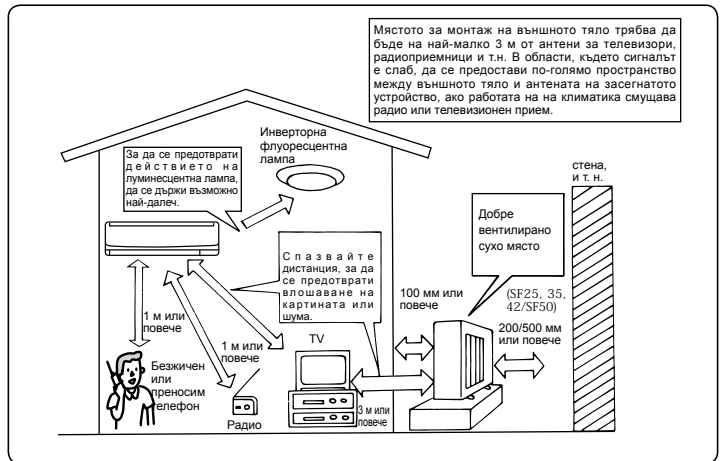 Мястото за монтаж на външното тяло трябва да
бъде на най-малко 3 м от антени за телевизори,
радиоприемници и т.н. В области, където сигналът
е слаб, да се предостави по-голямо пространство
между външното тяло и антената на засегнатото
устройство, ако работата на на климатика смущава
радио или телевизионен прием.
Инверторна
флуоресцентна
лампа
За да се предотврати
действието на
луминесцентна лампа,
да се държи възможно
най-далеч.
стена,
и т. н.
Добре
вентилирано
сухо място
Спазвайте
дистанция, за да
се предотврати
влошаване на
картината или
шума.
100 мм или
повече
(SF25, 35,
42/SF50)
200/500 мм
или повече
1 м или
повече
1 м или
повече
TV
Безжичен
или
преносим
телефон
Радио
3 м или
повече